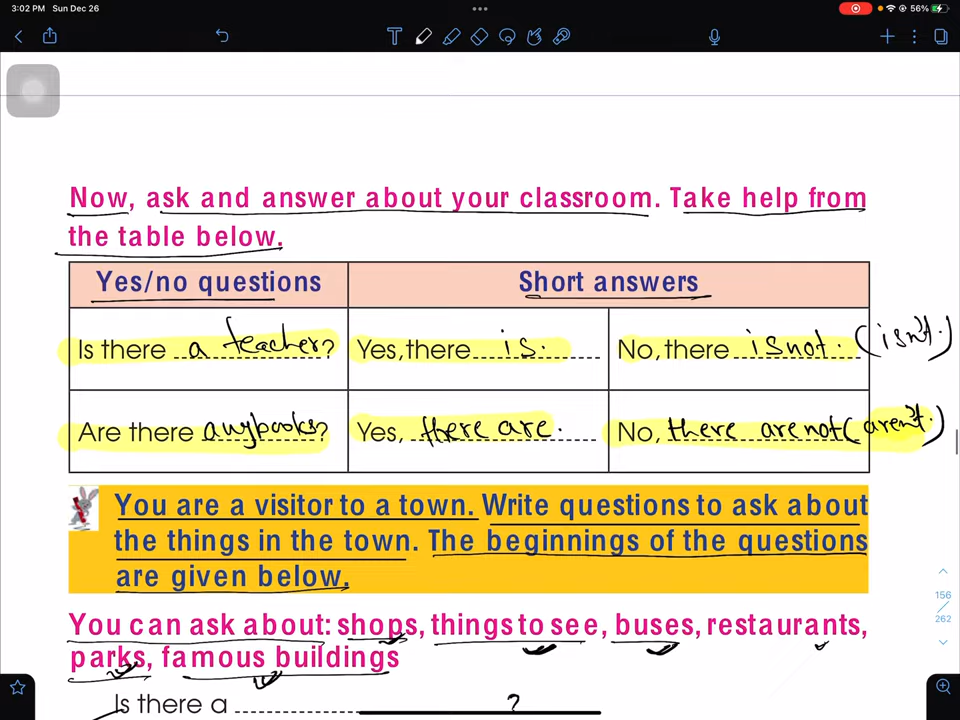 3:02 PM Sun Dec 26
56%
Now, ask and answer about your classroom. Take help from
the table below.
Yes/no questions Short answers
Is there a teacher? Yes, there is. No, there is not. (isn't.)
Are there anybooks? Yes, there are. No, there are not (aren't.)
You are a visitor to a town. Write questions to ask about
the things in the town. The beginnings of the questions
are given below.
156
262
You can ask about: shops, things to see, buses, restaurants,
parks, famous buildings
Is there a ..................... ?